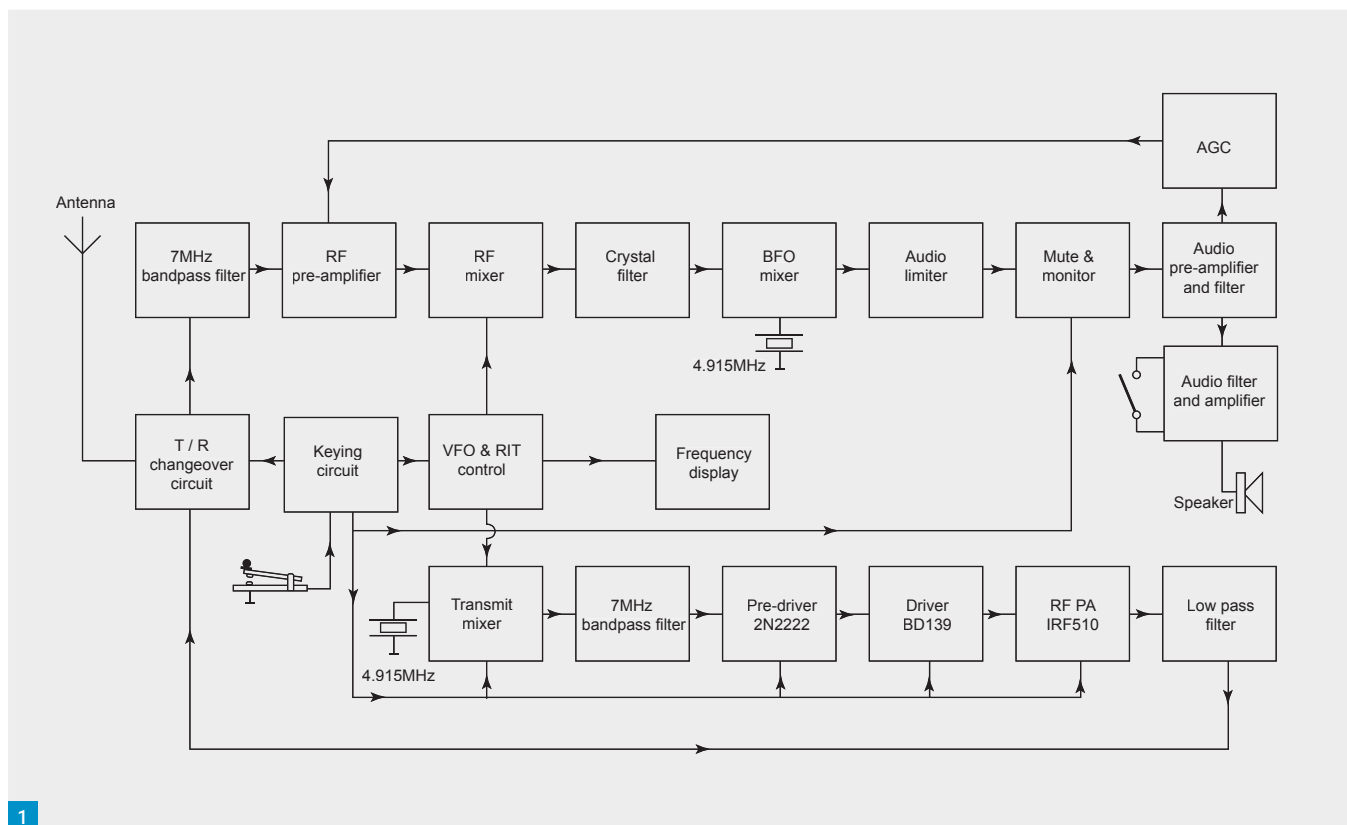 AGC
Antenna
7MHz
bandpass filter
RF
pre-amplifier
RF
mixer
Crystal
filter
BFO
mixer
Audio
limiter
Mute &
monitor
Audio
pre-amplifier
and filter
4.915MHz
Audio filter
and amplifier
T / R
changeover
circuit
Keying
circuit
VFO & RIT
control
Frequency
display
Speaker
Transmit
mixer
7MHz
bandpass filter
Pre-driver
2N2222
Driver
BD139
RF PA
IRF510
Low pass
filter
4.915MHz
1